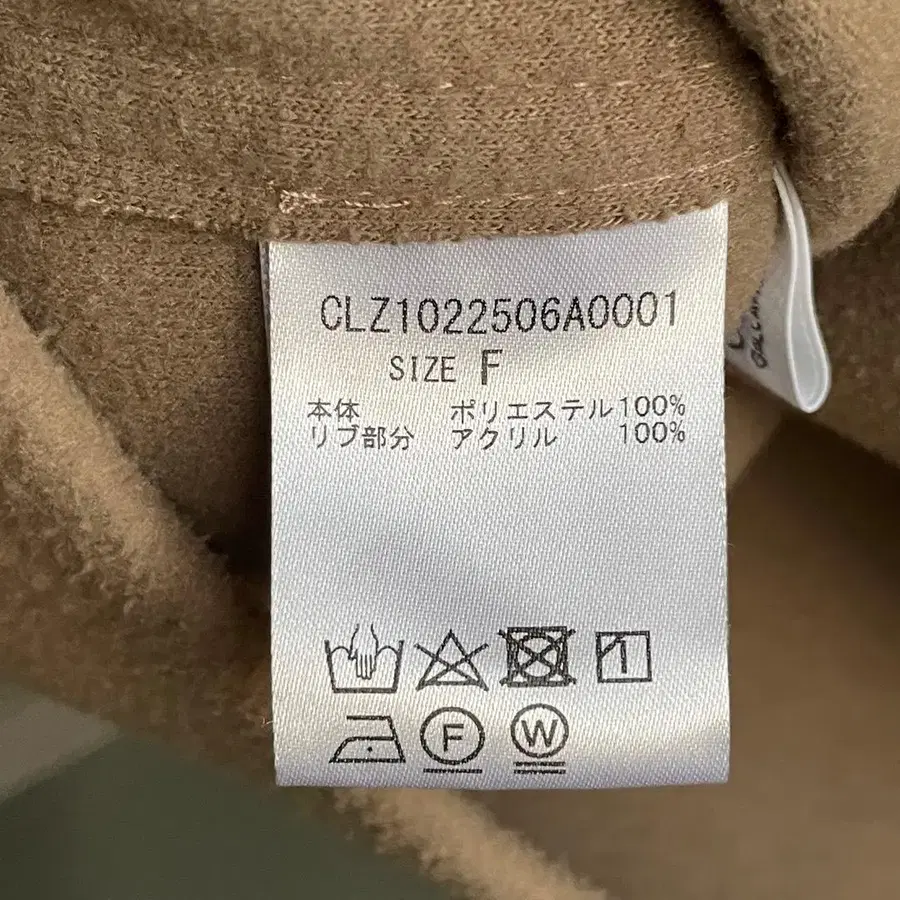 CLZ1022506A0001
SIZE F
本体 ポリエステル100%
リブ部分 アクリル 100%
F
W